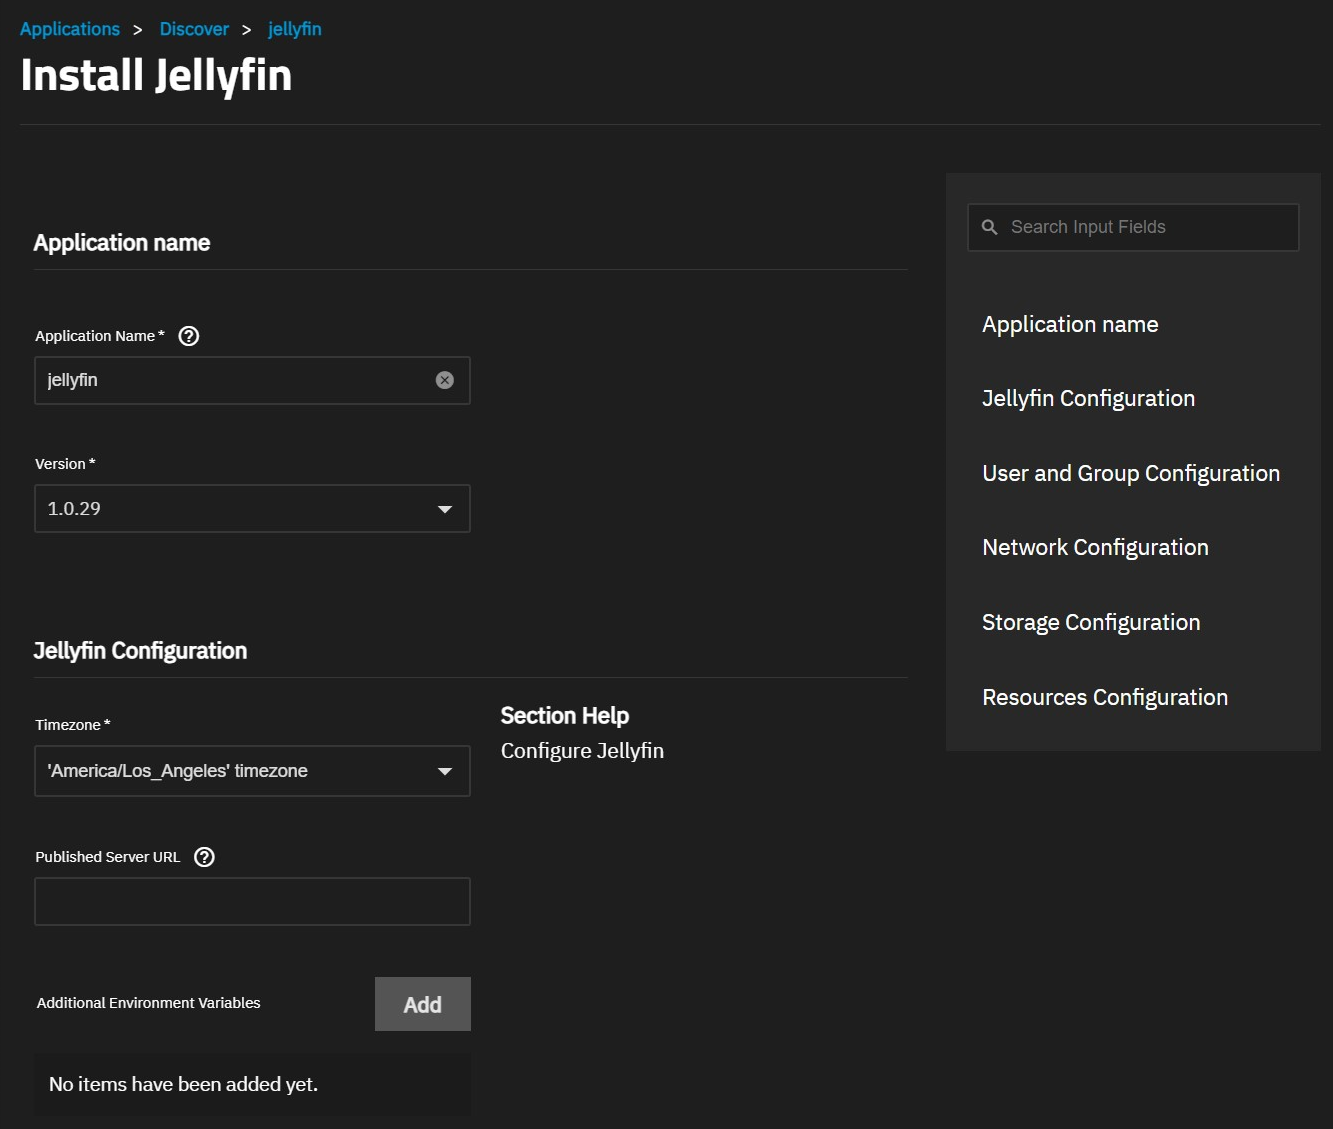 Applications > Discover > jellyfin
Install Jellyfin
Application name
Application Name *
jellyfin
Version *
1.0.29
Jellyfin Configuration
Timezone *
'America/Los_Angeles' timezone
Published Server URL
Additional Environment Variables
Add
No items have been added yet.
Section Help
Configure Jellyfin
Search Input Fields
Application name
Jellyfin Configuration
User and Group Configuration
Network Configuration
Storage Configuration
Resources Configuration